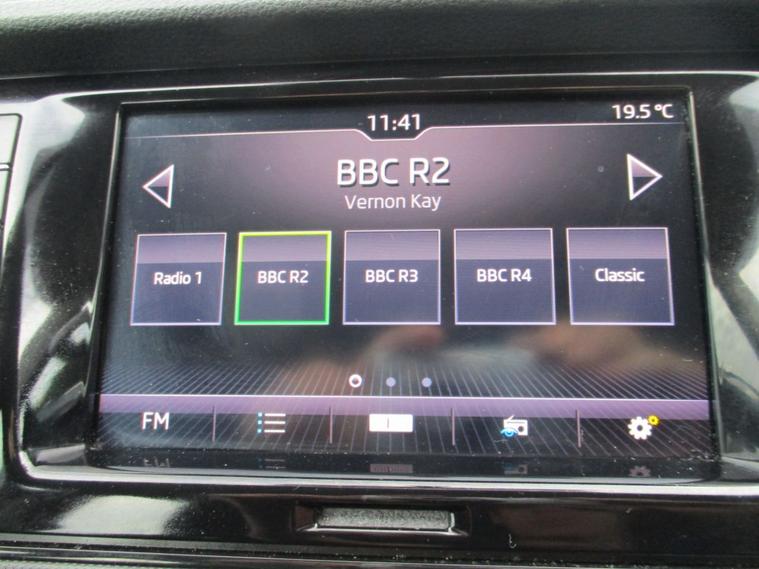 11:41
19.5 °C
BBC R2
Vernon Kay
Radio 1
BBC R2
BBC R3
BBC R4
Classic
FM